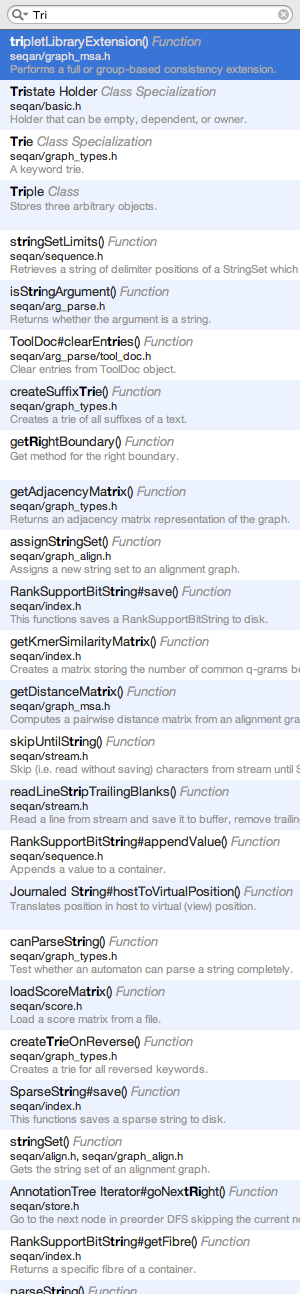 Tri
tripletLibraryExtension() Function
seqan/graph_msa.h
Performs a full or group-based consistency extension.
Tristate Holder Class Specialization
seqan/basic.h
Holder that can be empty, dependent, or owner.
Trie Class Specialization
seqan/graph_types.h
A keyword trie.
Triple Class
Stores three arbitrary objects.
stringSetLimits() Function
seqan/sequence.h
Retrieves a string of delimiter positions of a StringSet which
isStringArgument() Function
seqan/arg_parse.h
Returns whether the argument is a string.
ToolDoc#clearEntries() Function
seqan/arg_parse/tool_doc.h
Clear entries from ToolDoc object.
createSuffixTrie() Function
seqan/graph_types.h
Creates a trie of all suffixes of a text.
getRightBoundary() Function
Get method for the right boundary.
getAdjacencyMatrix() Function
seqan/graph_types.h
Returns an adjacency matrix representation of the graph.
assignStringSet() Function
seqan/graph_align.h
Assigns a new string set to an alignment graph.
RankSupportBitString#save() Function
seqan/index.h
This functions saves a RankSupportBitString to disk.
getKmerSimilarityMatrix() Function
seqan/index.h
Creates a matrix storing the number of common q-grams be
getDistanceMatrix() Function
seqan/graph_msa.h
Computes a pairwise distance matrix from an alignment gra
skipUntilString() Function
seqan/stream.h
Skip (i.e. read without saving) characters from stream until S
readLineStripTrailingBlanks() Function
seqan/stream.h
Read a line from stream and save it to buffer, remove trailin
RankSupportBitString#appendValue() Function
seqan/sequence.h
Appends a value to a container.
Journaled String#hostToVirtualPosition() Function
Translates position in host to virtual (view) position.
canParseString() Function
seqan/graph_types.h
Test whether an automaton can parse a string completely.
loadScoreMatrix() Function
seqan/score.h
Load a score matrix from a file.
createTrieOnReverse() Function
seqan/graph_types.h
Creates a trie for all reversed keywords.
SparseString#save() Function
seqan/index.h
This functions saves a sparse string to disk.
stringSet() Function
seqan/align.h, seqan/graph_align.h
Gets the string set of an alignment graph.
AnnotationTree Iterator#goNextRight() Function
seqan/store.h
Go to the next node in preorder DFS skipping the current no
RankSupportBitString#getFibre() Function
seqan/index.h
Returns a specific fibre of a container.
parseString() Function